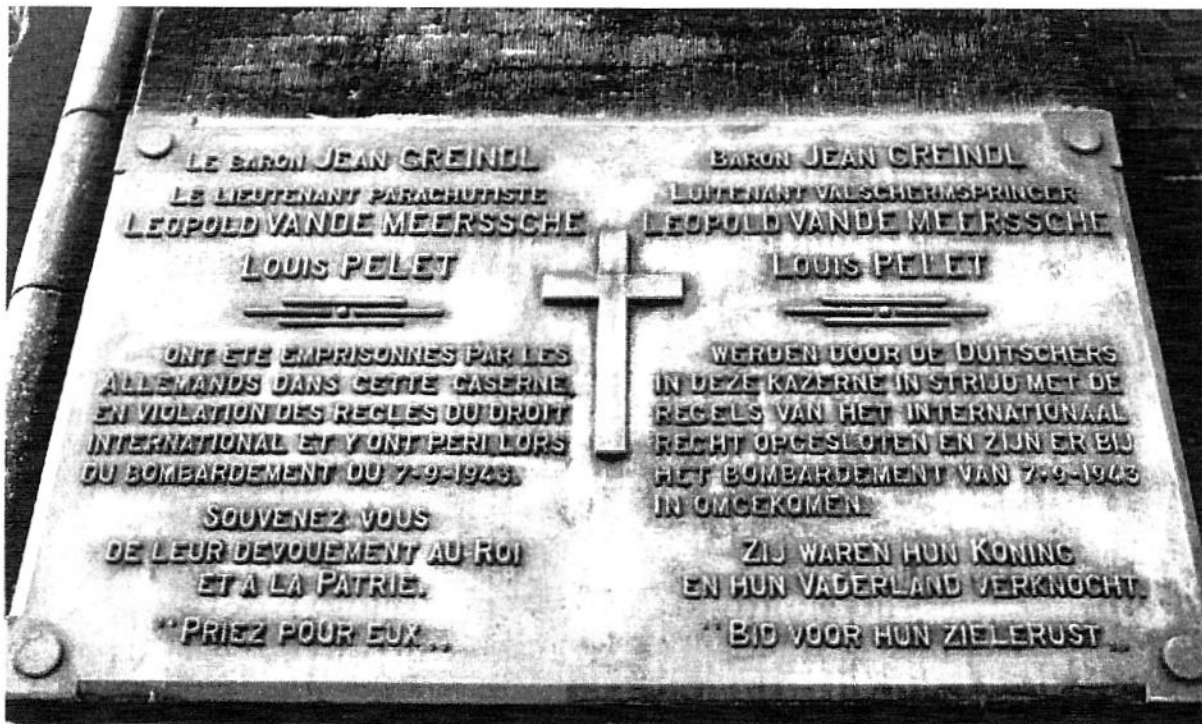 LE BARON JEAN GREINDL
LE LIEUTENANT PARACHUTISTE
LEOPOLD VANDE MEERSSCHE
LOUIS PELET
ONT ETE EMPRISONNES PAR LES
ALLEMANDS DANS CETTE CASERNE,
EN VIOLATION DES REGLES DU DROIT
INTERNATIONAL ET Y ONT PERI LORS
DU BOMBARDEMENT DU 7-9-1943.
SOUVENEZ VOUS
DE LEUR DEVOUEMENT AU ROI
ET A LA PATRIE.
"PRIEZ POUR EUX„
BARON JEAN GREINDL
LUITENANT VALSCHERMSPRINGER
LEOPOLD VANDE MEERSSCHE
LOUIS PELET
WERDEN DOOR DE DUITSCHERS
IN DEZE KAZERNE IN STRIJD MET DE
REGELS VAN HET INTERNATIONAAL
RECHT OPGESLOTEN EN ZIJN ER BIJ
HET BOMBARDEMENT VAN 7-9-1943
IN OMGEKOMEN.
ZIJ WAREN HUN KONING
EN HUN VADERLAND VERKNOCHT.
"BID VOOR HUN ZIELERUST„